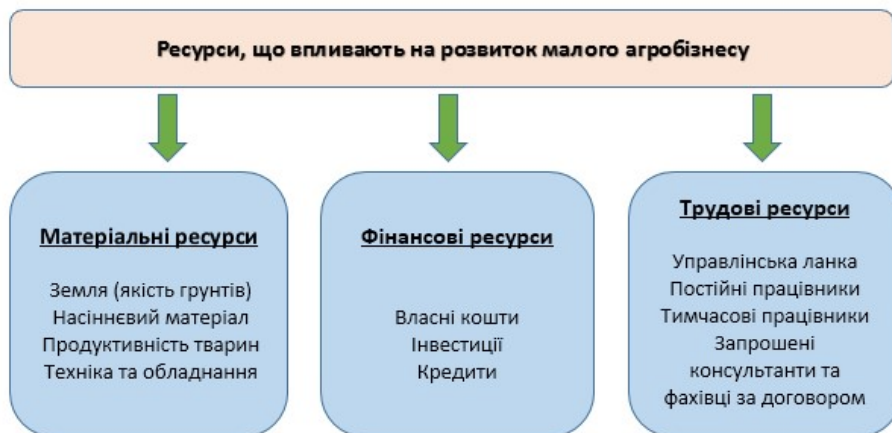 Ресурси, що впливають на розвиток малого агробізнесу
Матеріальні ресурси
Земля (якість грунтів)
Насіннєвий матеріал
Продуктивність тварин
Техніка та обладнання
Фінансові ресурси
Власні кошти
Інвестиції
Кредити
Трудові ресурси
Управлінська ланка
Постійні працівники
Тимчасові працівники
Запрошені
консультанти та
фахівці за договором